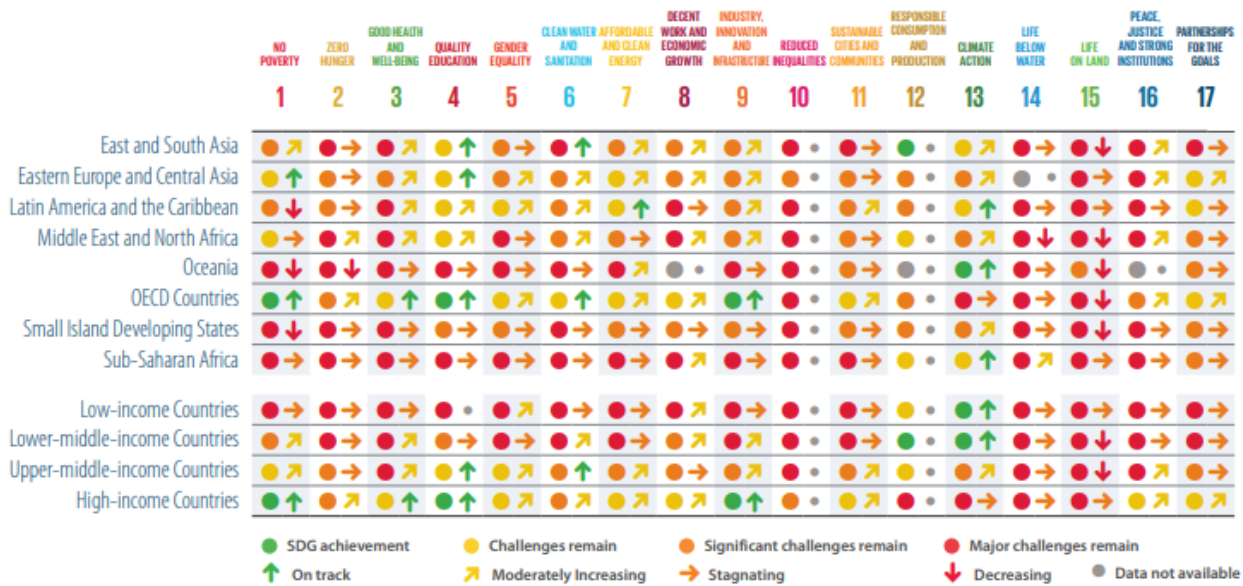 NO POVERTY
ZERO HUNGER
GOOD HEALTH AND WELL-BEING
QUALITY EDUCATION
GENDER EQUALITY
CLEAN WATER AND SANITATION
AFFORDABLE AND CLEAN ENERGY
DECENT WORK AND ECONOMIC GROWTH
INDUSTRY, INNOVATION AND INFRASTRUCTURE
REDUCED INEQUALITIES
SUSTAINABLE CITIES AND COMMUNITIES
RESPONSIBLE CONSUMPTION AND PRODUCTION
CLIMATE ACTION
LIFE BELOW WATER
LIFE ON LAND
PEACE, JUSTICE AND STRONG INSTITUTIONS
PARTNERSHIPS FOR THE GOALS
1 2 3 4 5 6 7 8 9 10 11 12 13 14 15 16 17
East and South Asia
Eastern Europe and Central Asia
Latin America and the Caribbean
Middle East and North Africa
Oceania
OECD Countries
Small Island Developing States
Sub-Saharan Africa
Low-income Countries
Lower-middle-income Countries
Upper-middle-income Countries
High-income Countries
SDG achievement Challenges remain Significant challenges remain Major challenges remain
On track Moderately Increasing Stagnating Decreasing Data not available